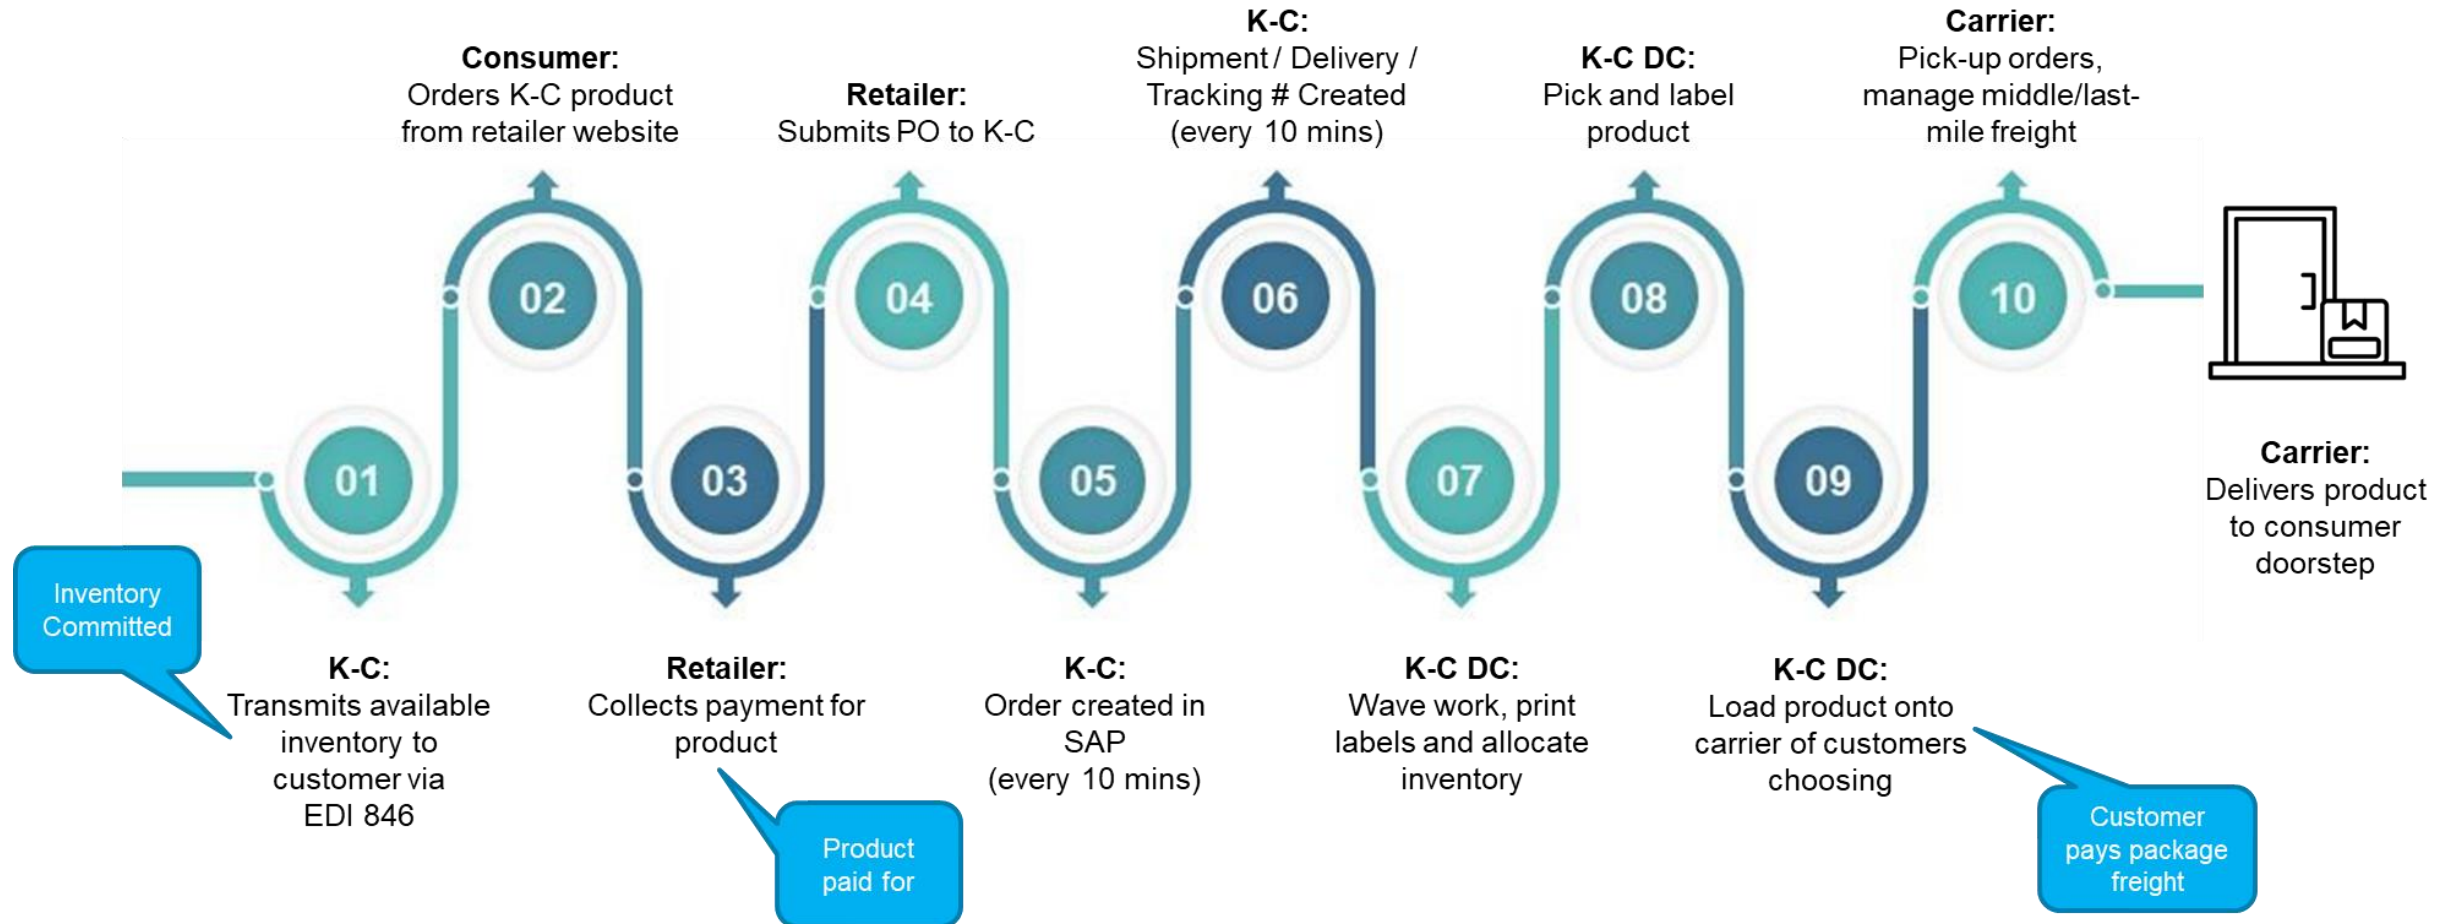 01
K-C:
Transmits available
inventory to
customer via
EDI 846
Inventory
Committed
02
Consumer:
Orders K-C product
from retailer website
03
Retailer:
Collects payment for
product
Product
paid for
04
Retailer:
Submits PO to K-C
05
K-C:
Order created in
SAP
(every 10 mins)
06
K-C:
Shipment / Delivery /
Tracking # Created
(every 10 mins)
07
K-C DC:
Wave work, print
labels and allocate
inventory
08
K-C DC:
Pick and label
product
09
K-C DC:
Load product onto
carrier of customers
choosing
Customer
pays package
freight
10
Carrier:
Pick-up orders,
manage middle/last-
mile freight
Carrier:
Delivers product
to consumer
doorstep